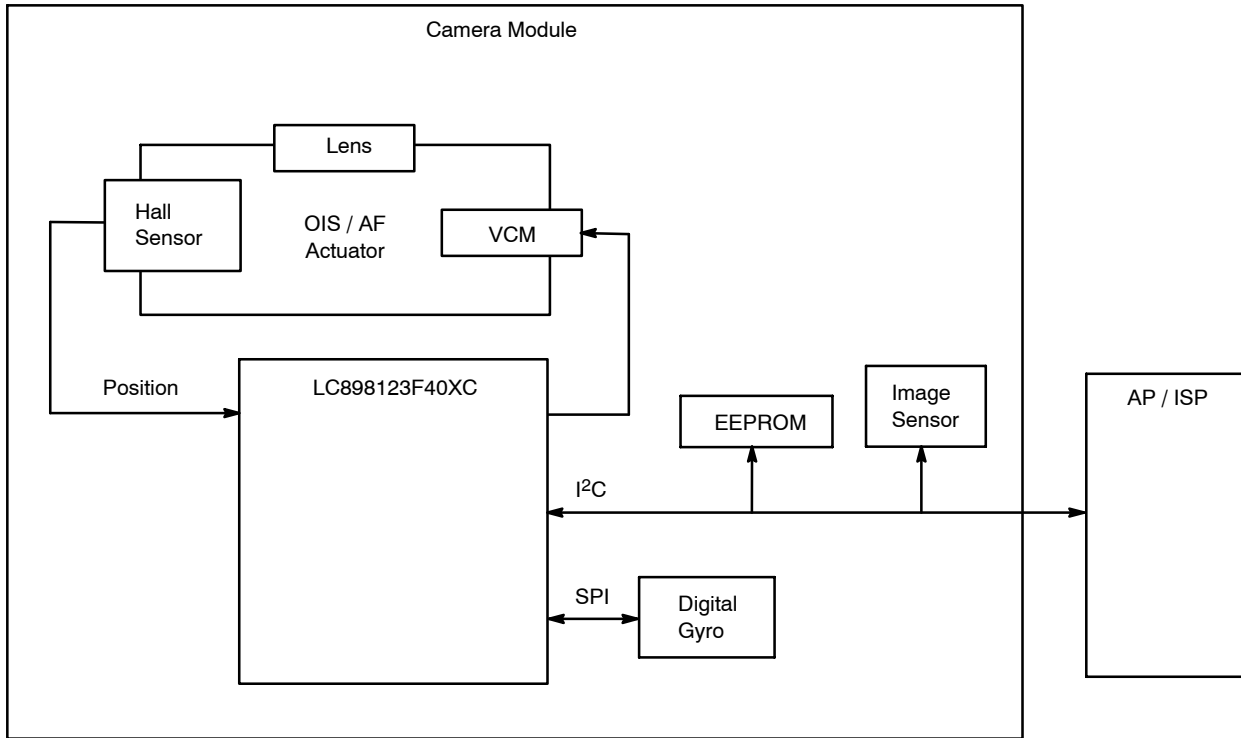 Camera Module
Lens
Hall
Sensor
OIS / AF
Actuator
VCM
Position
LC898123F40XC
EEPROM
Image
Sensor
AP / ISP
I²C
SPI
Digital
Gyro